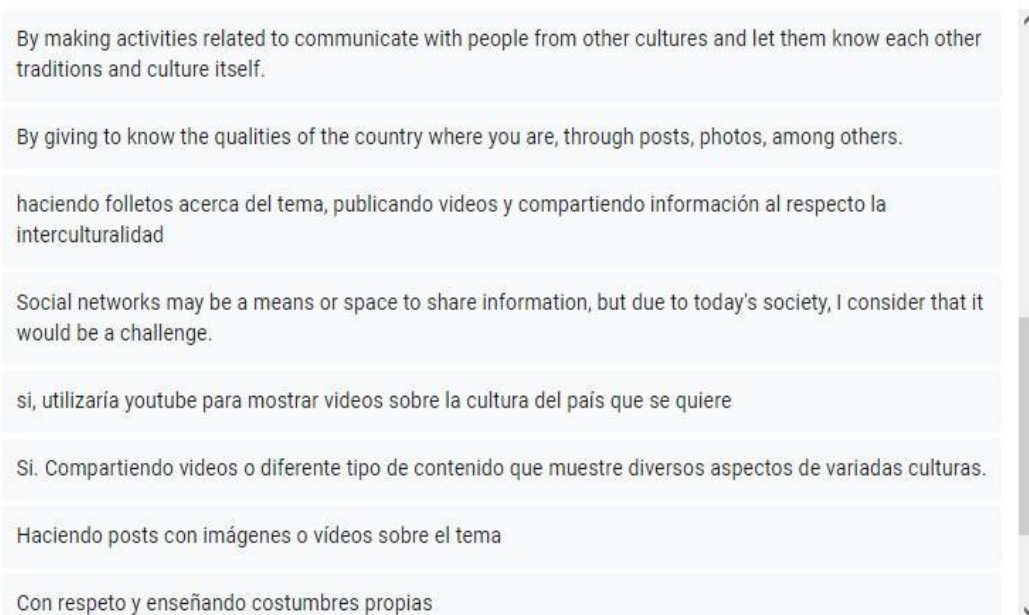 By making activities related to communicate with people from other cultures and let them know each other
traditions and culture itself.
By giving to know the qualities of the country where you are, through posts, photos, among others.
haciendo folletos acerca del tema, publicando videos y compartiendo información al respecto la
interculturalidad
Social networks may be a means or space to share information, but due to today's society, I consider that it
would be a challenge.
si, utilizaría youtube para mostrar videos sobre la cultura del país que se quiere
Si. Compartiendo videos o diferente tipo de contenido que muestre diversos aspectos de variadas culturas.
Haciendo posts con imágenes o vídeos sobre el tema
Con respeto y enseñando costumbres propias